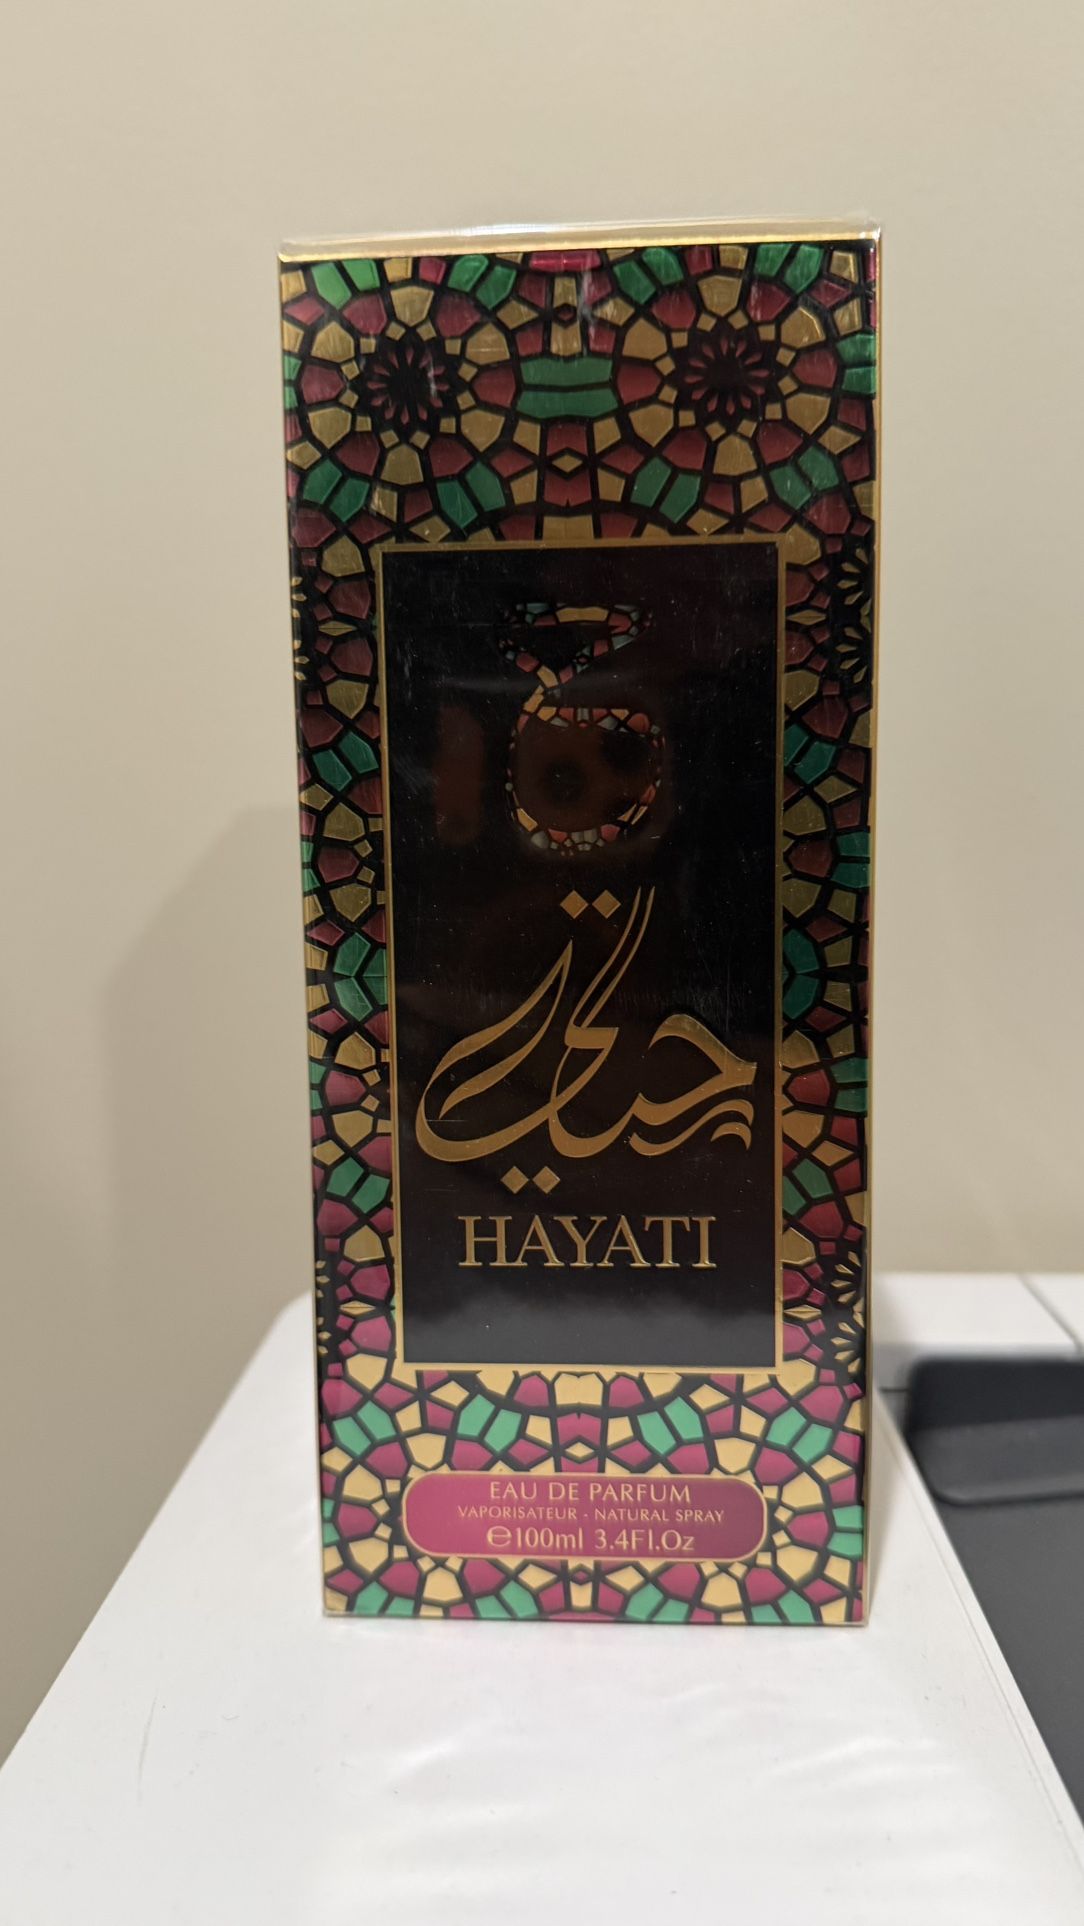 حياتي
HAYATI
EAU DE PARFUM
VAPORISATEUR - NATURAL SPRAY
℮100ml 3.4Fl.Oz